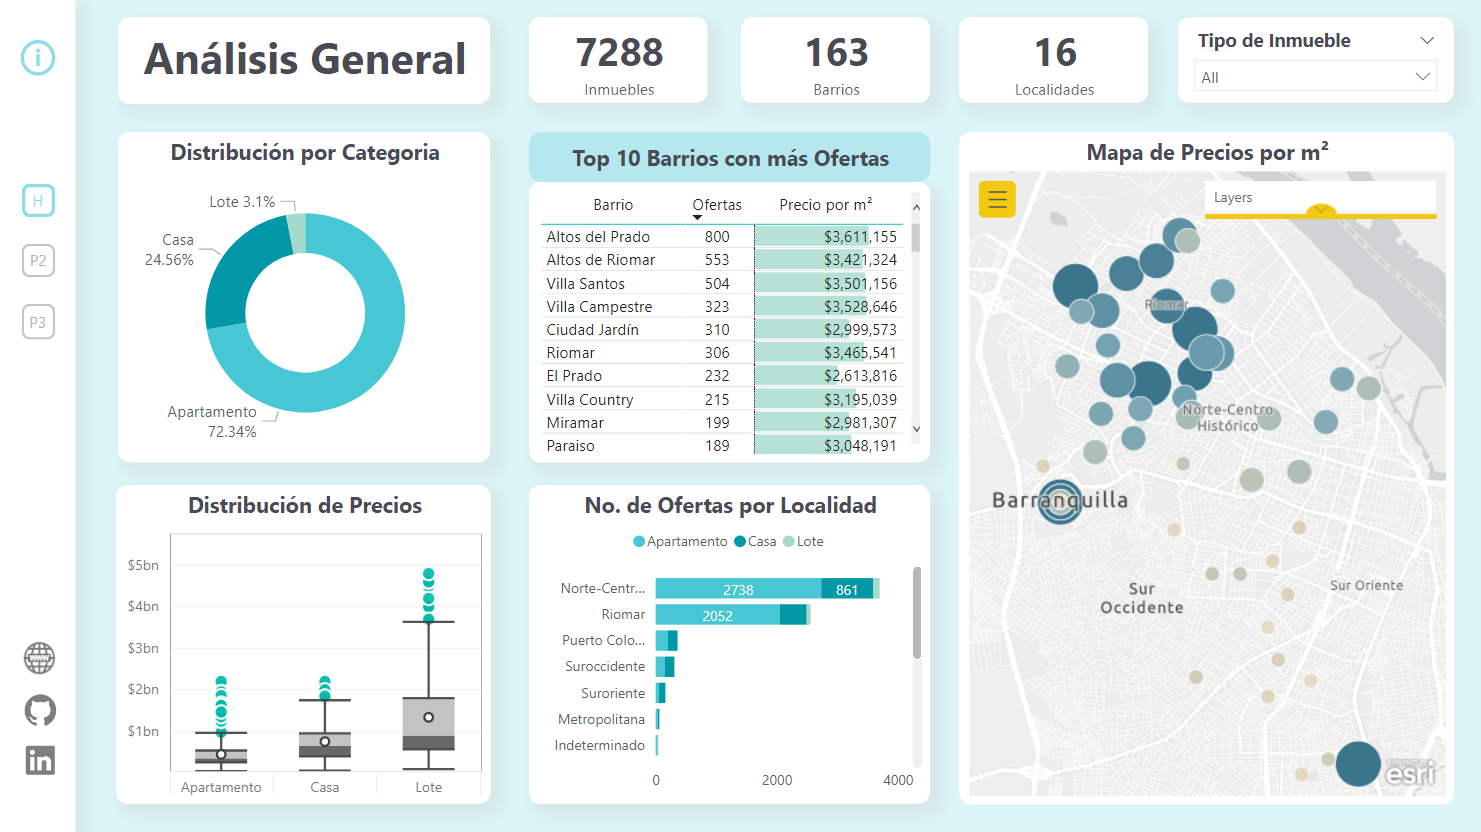 Análisis General
7288
Inmuebles
163
Barrios
16
Localidades
Tipo de Inmueble
All
H
P2
P3
Distribución por Categoria
Lote 3.1%
Casa
24.56%
Apartamento
72.34%
Top 10 Barrios con más Ofertas
Barrio Ofertas Precio por m²
Altos del Prado 800 $3,611,155
Altos de Riomar 553 $3,421,324
Villa Santos 504 $3,501,156
Villa Campestre 323 $3,528,646
Ciudad Jardín 310 $2,999,573
Riomar 306 $3,465,541
El Prado 232 $2,613,816
Villa Country 215 $3,195,039
Miramar 199 $2,981,307
Paraiso 189 $3,048,191
Mapa de Precios por m²
Layers
Riomar
Norte-Centro
Histórico
Barranquilla
Sur
Occidente
Sur Oriente
POWERED BY
esri
Distribución de Precios
$5bn
$4bn
$3bn
$2bn
$1bn
Apartamento Casa Lote
No. de Ofertas por Localidad
Apartamento Casa Lote
Norte-Centr... 2738 861
Riomar 2052
Puerto Colo...
Suroccidente
Suroriente
Metropolitana
Indeterminado
0 2000 4000
in